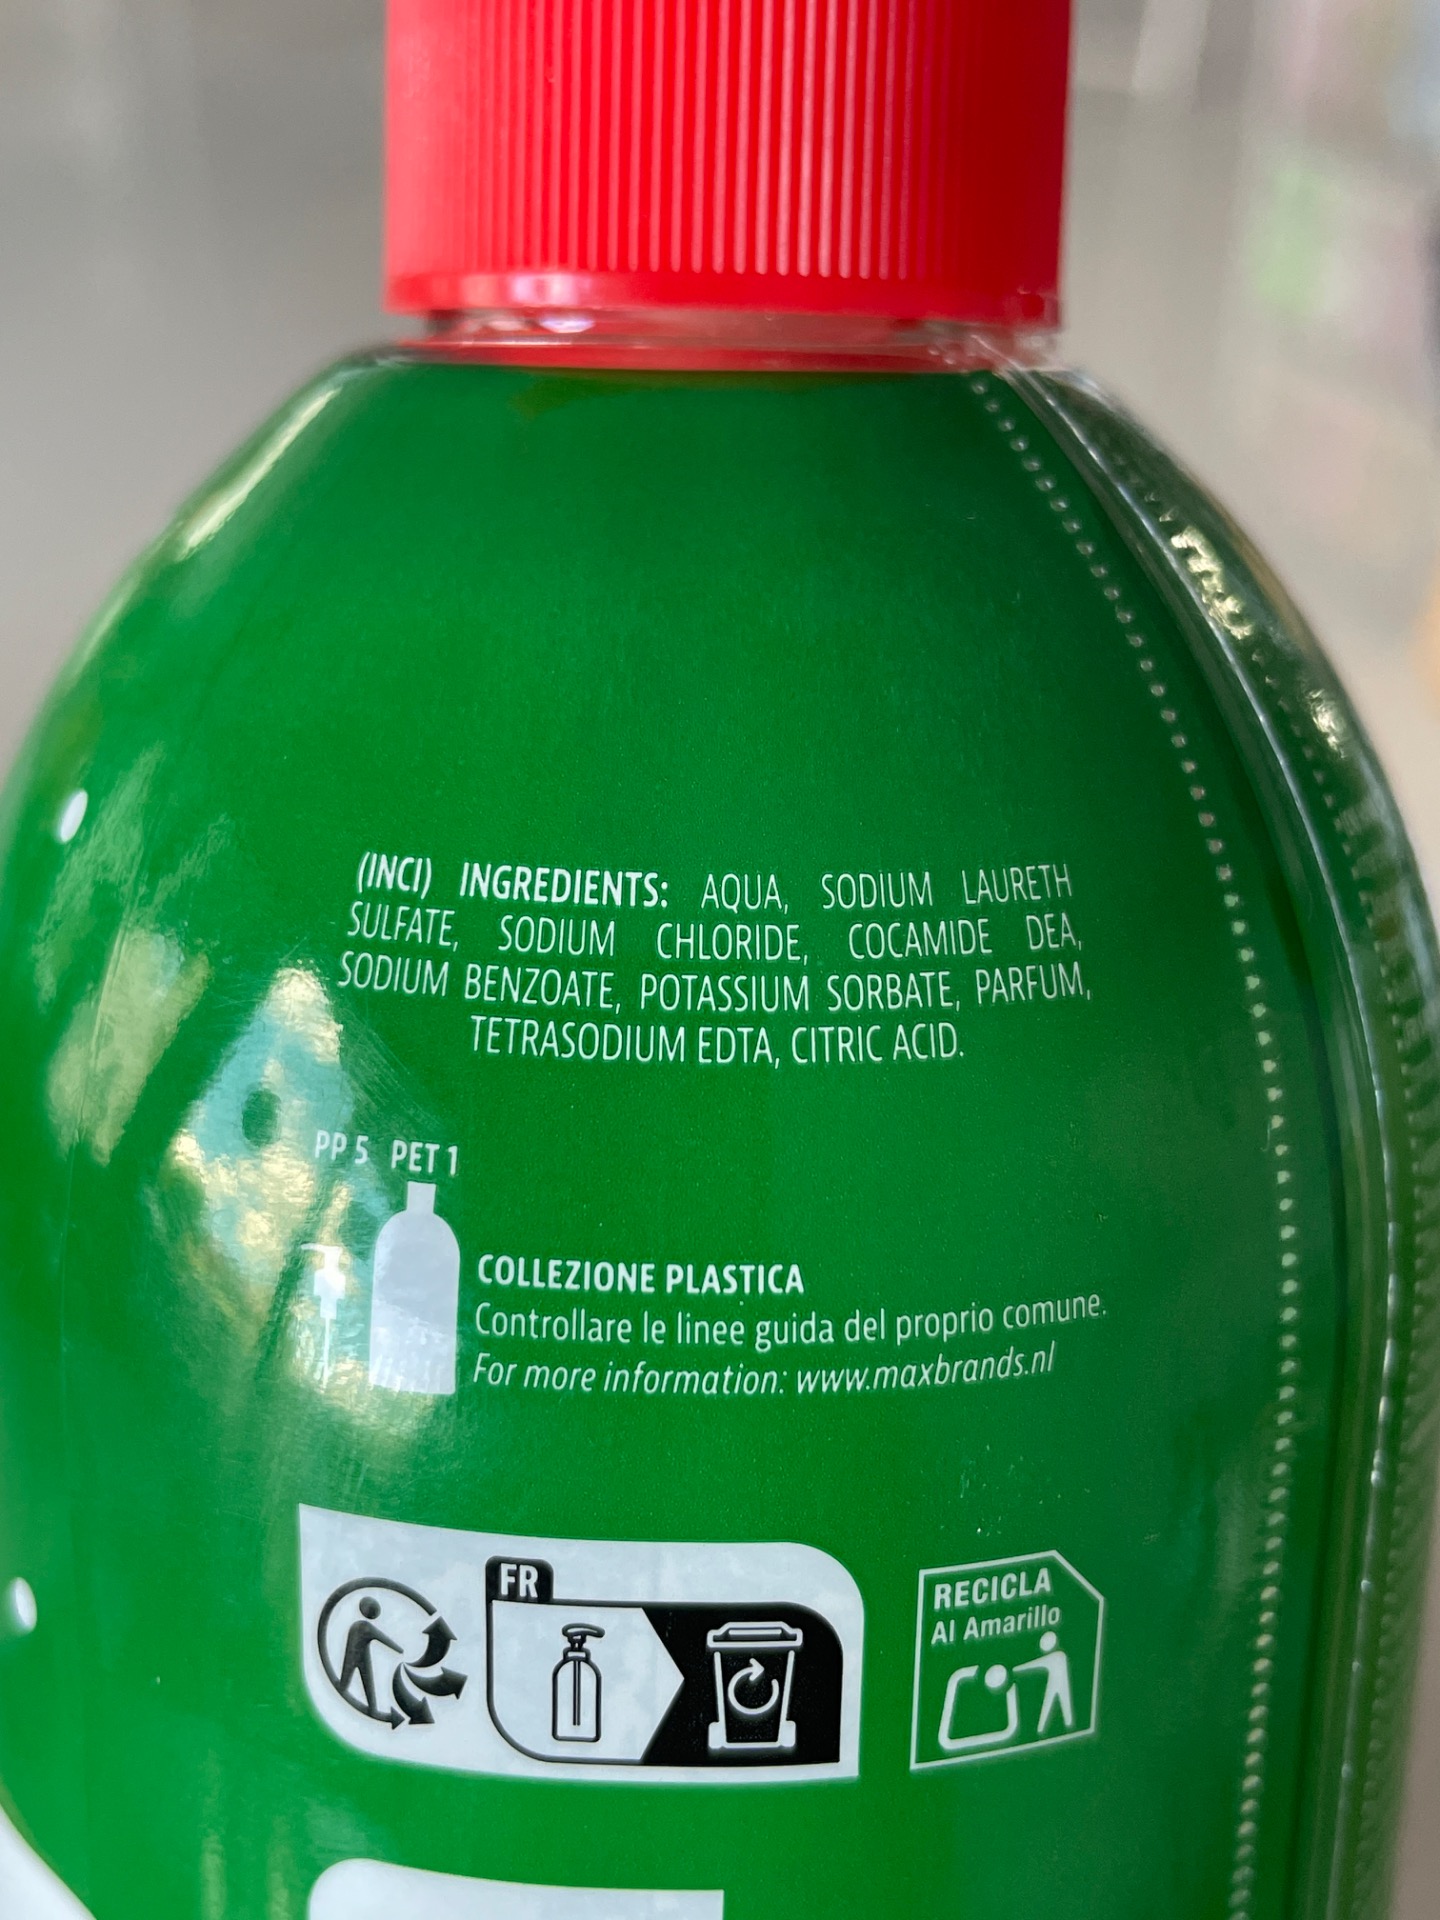 (INCI) INGREDIENTS: AQUA, SODIUM LAURETH
SULFATE, SODIUM CHLORIDE, COCAMIDE DEA,
SODIUM BENZOATE, POTASSIUM SORBATE, PARFUM,
TETRASODIUM EDTA, CITRIC ACID.
PP 5 PET 1
COLLEZIONE PLASTICA
Controllare le linee guida del proprio comune.
For more information: www.maxbrands.nl
FR
RECICLA
Al Amarillo